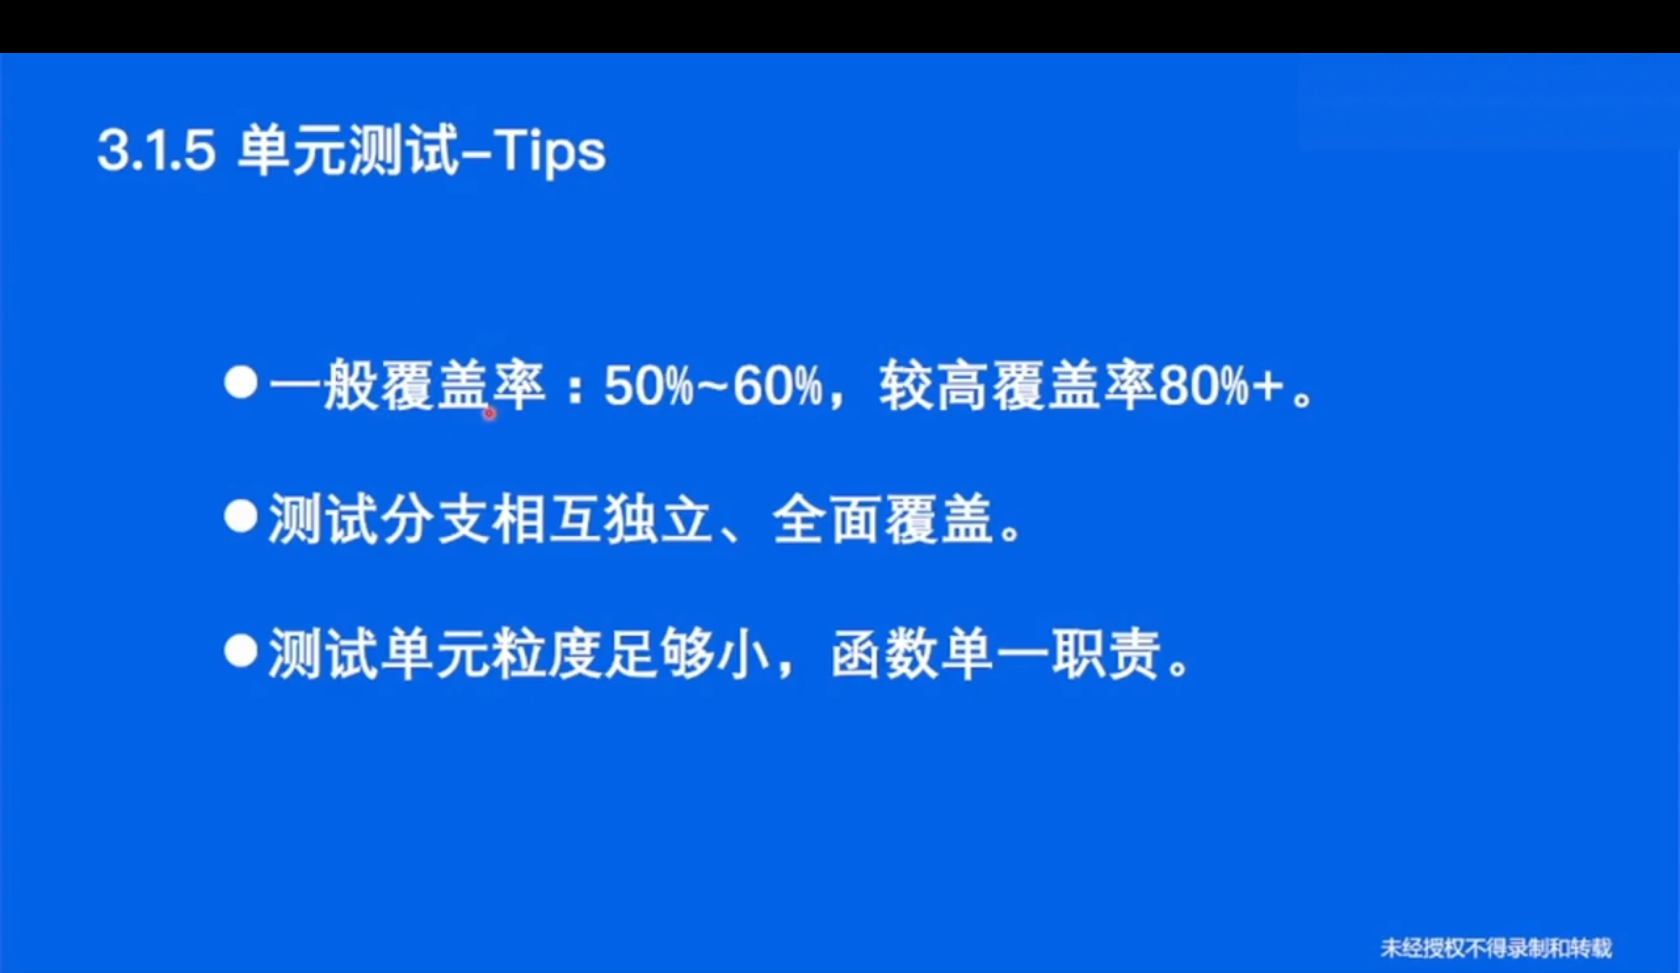 3.1.5 单元测试-Tips
●一般覆盖率：50%~60%，较高覆盖率80%+。
●测试分支相互独立、全面覆盖。
●测试单元粒度足够小，函数单一职责。
未经授权不得录制和转载